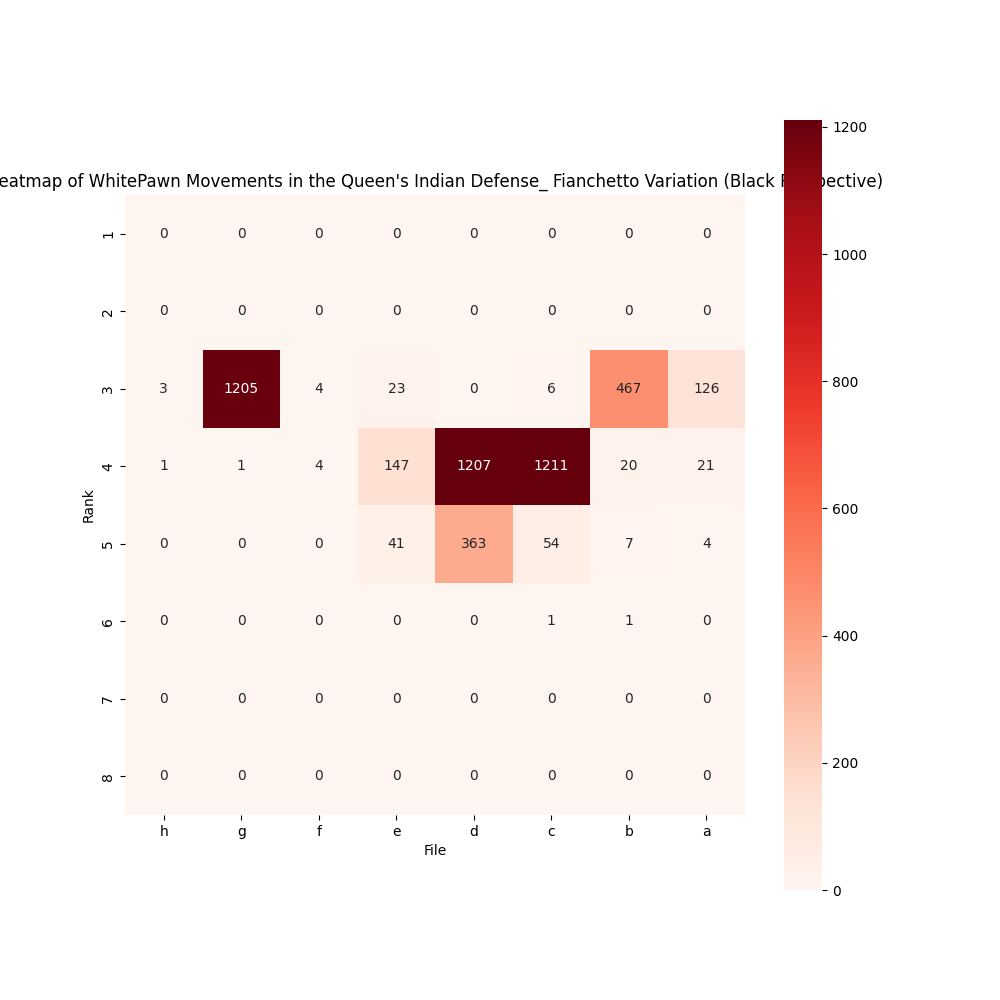 eatmap of WhitePawn Movements in the Queen's Indian Defense_ Fianchetto Variation (Black pective)
1200
1000
800
600
400
200
0
Rank
1 0 0 0 0 0 0 0 0
2 0 0 0 0 0 0 0 0
3 3 1205 4 23 0 6 467 126
4 1 1 4 147 1207 1211 20 21
5 0 0 0 41 363 54 7 4
6 0 0 0 0 0 1 1 0
7 0 0 0 0 0 0 0 0
8 0 0 0 0 0 0 0 0
h g f e d c b a
File